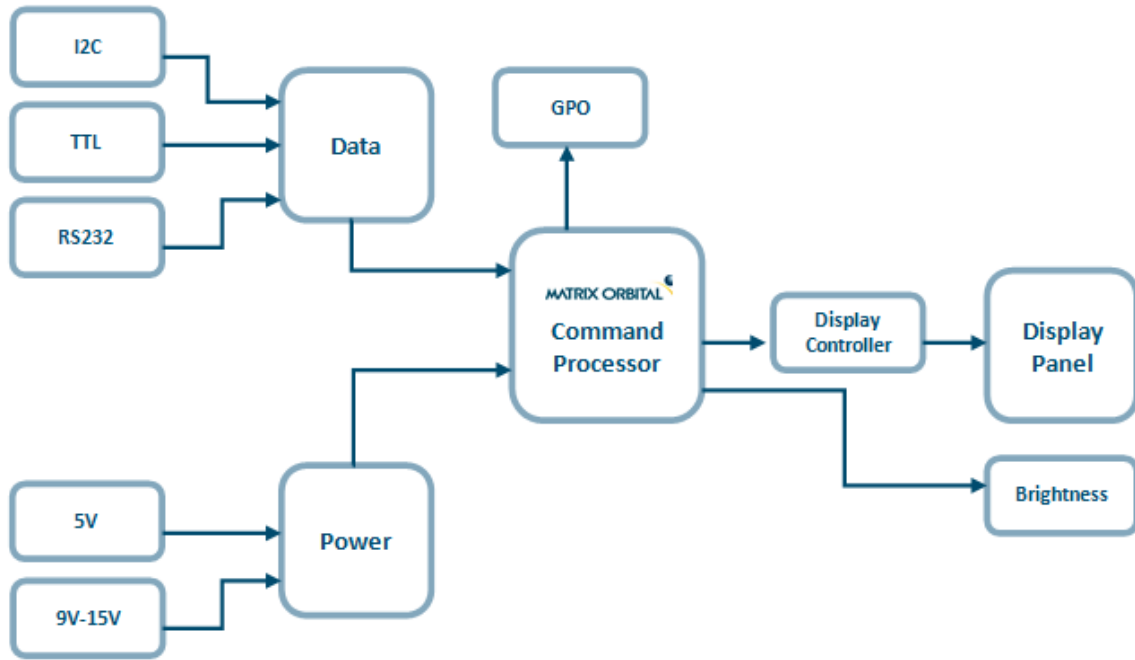 I2C
TTL
RS232
Data
GPO
MATRIX ORBITAL
Command
Processor
Display
Controller
Display
Panel
Brightness
5V
9V-15V
Power